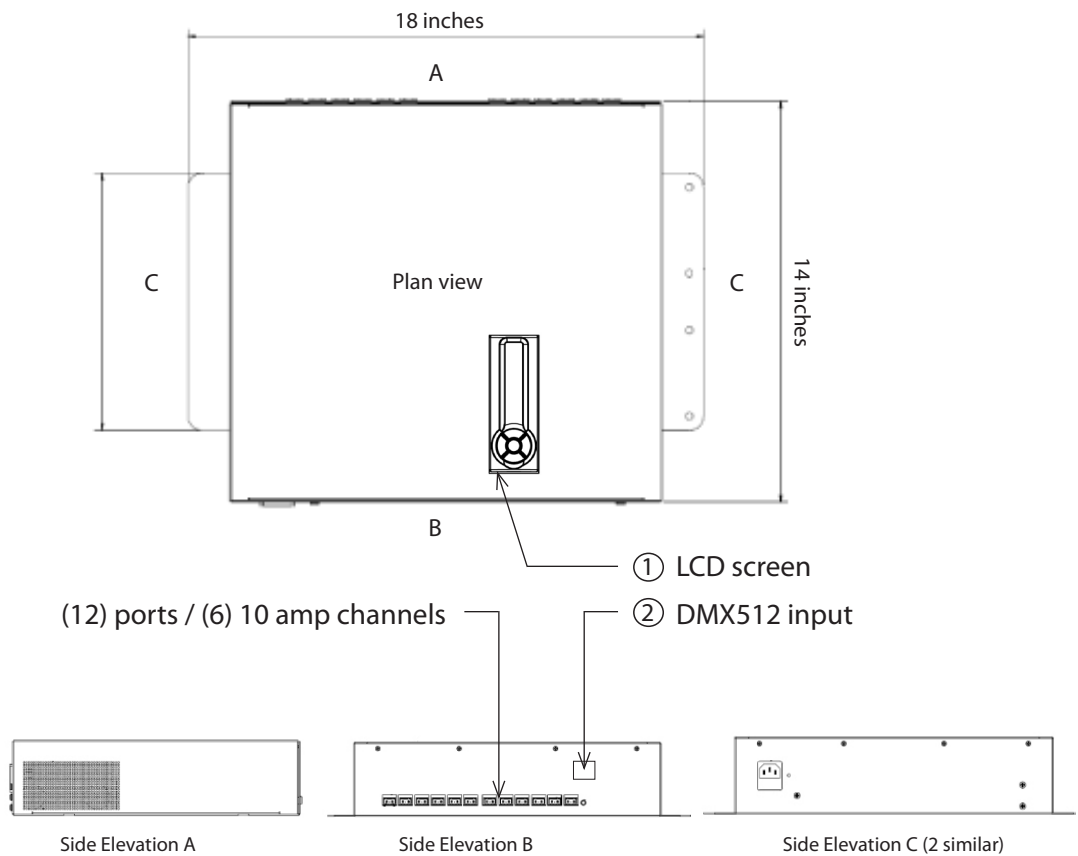 18 inches
A
C
Plan view
C
14 inches
B
① LCD screen
(12) ports / (6) 10 amp channels
② DMX512 input
Side Elevation A
Side Elevation B
Side Elevation C (2 similar)